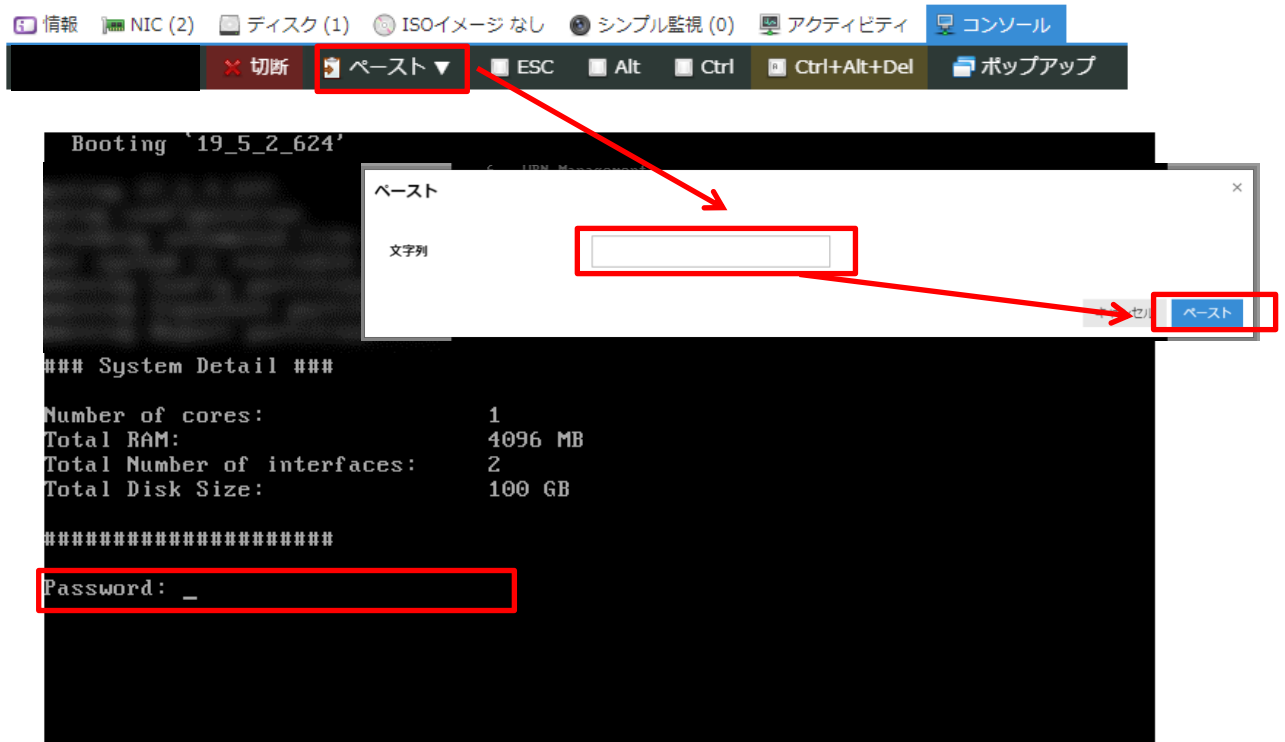 情報 NIC (2) ディスク (1) ISOイメージ なし シンプル監視 (0) アクティビティ コンソール
切断 ペースト▼ ESC Alt Ctrl Ctrl+Alt+Del ポップアップ
Booting `19_5_2_624'
ペースト ×
文字列
ペースト
### System Detail ###
Number of cores: 1
Total RAM: 4096 MB
Total Number of interfaces: 2
Total Disk Size: 100 GB
#####################
Password: _